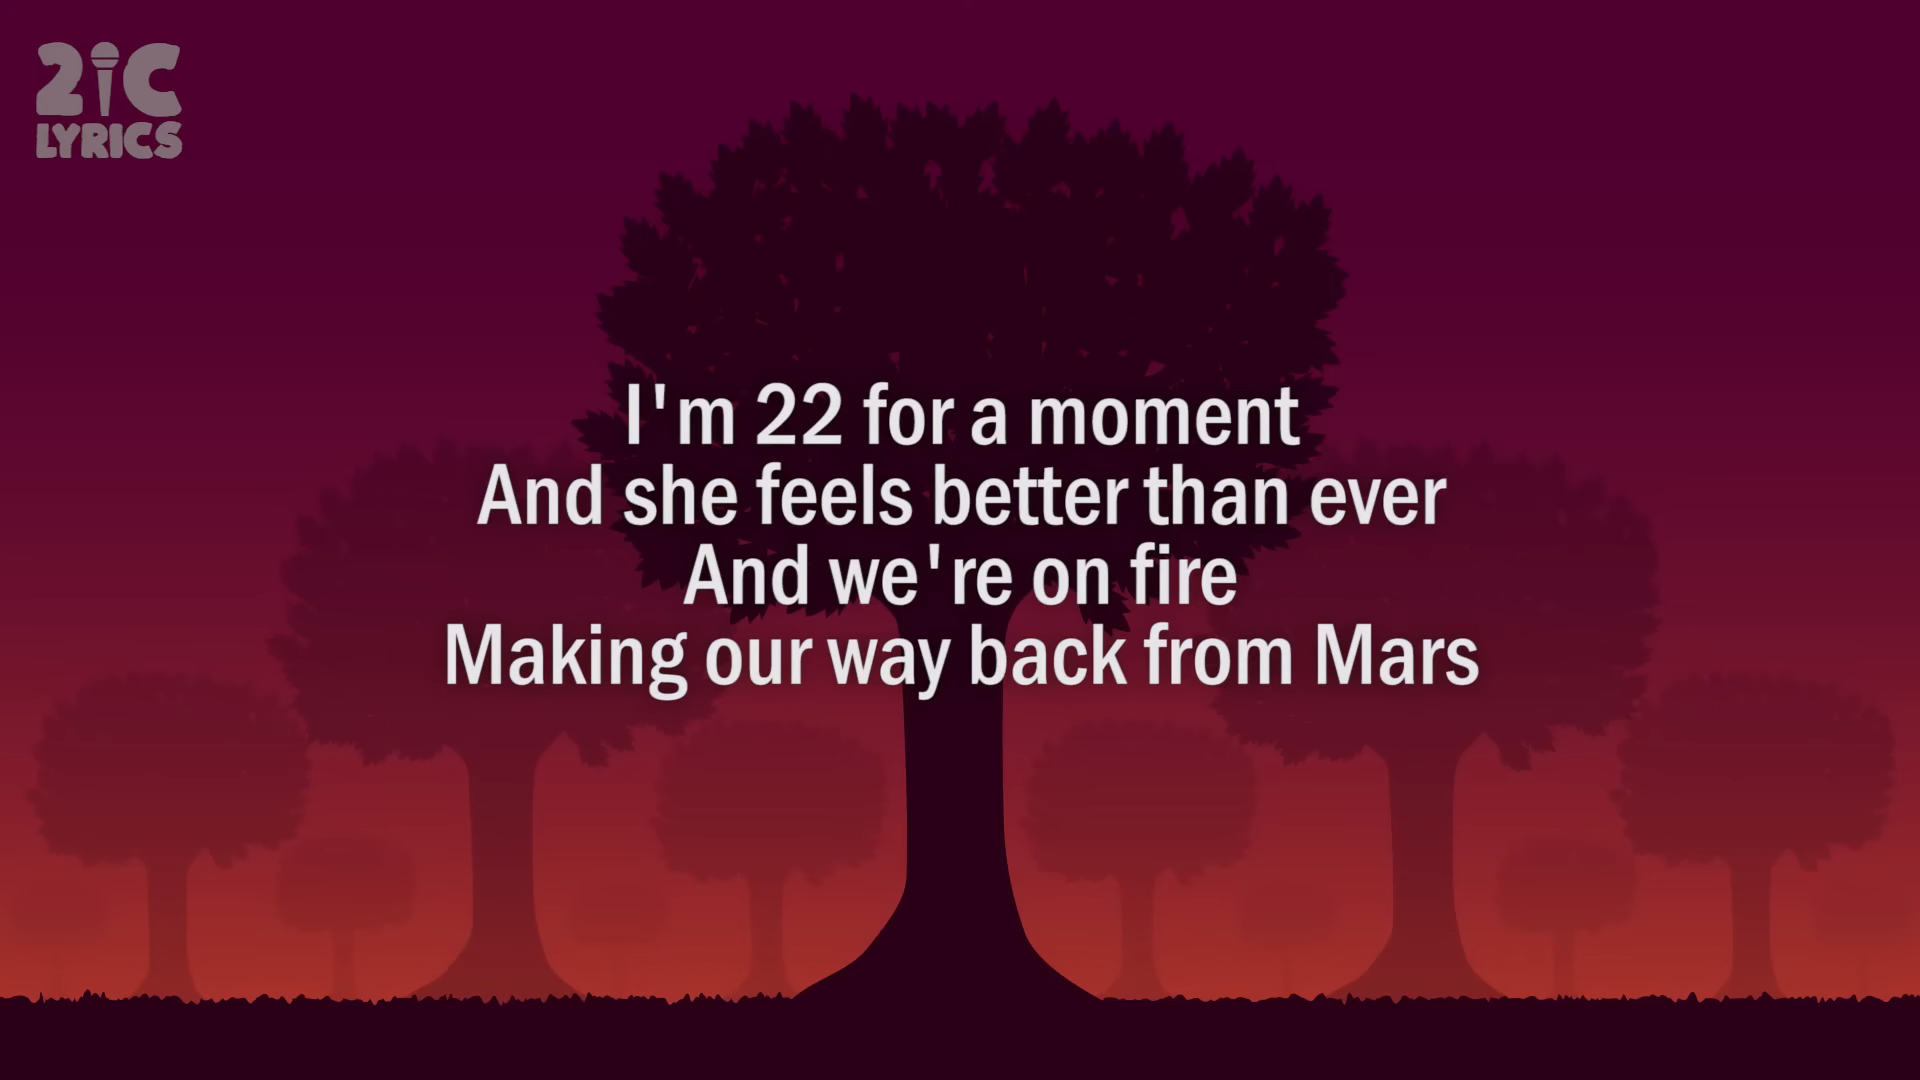 2iC
LYRICS
I'm 22 for a moment
And she feels better than ever
And we're on fire
Making our way back from Mars